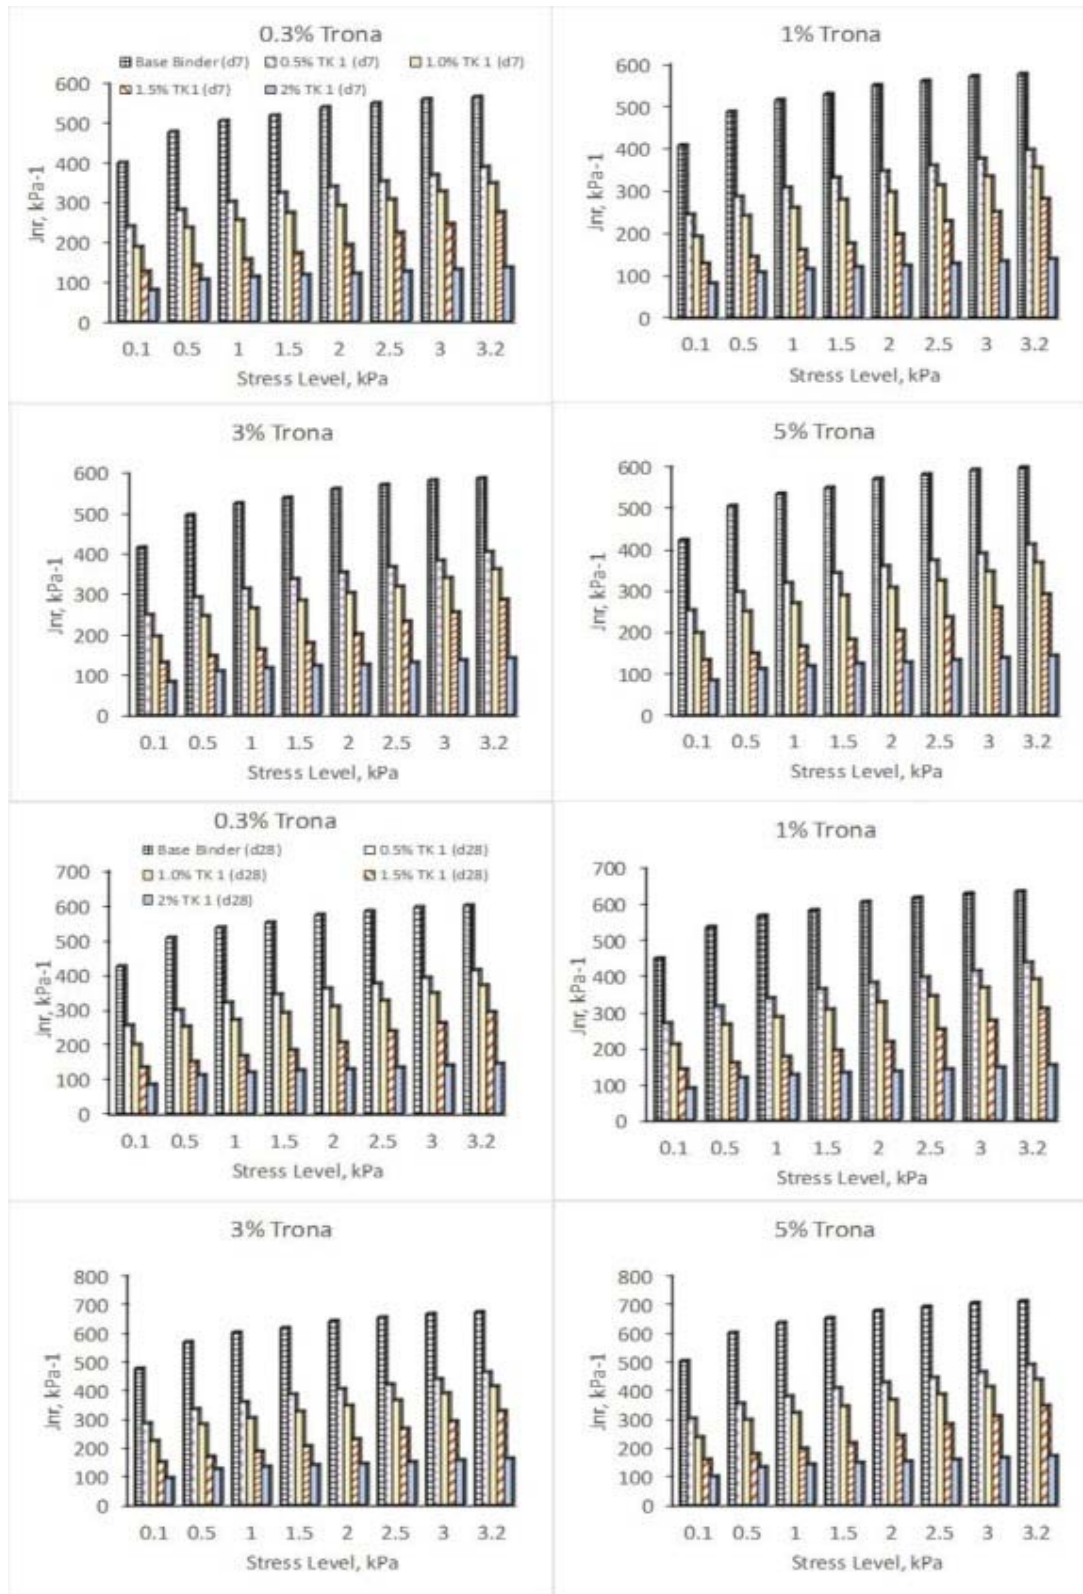 0.3% Trona
Base Binder (d7) 0.5% TK 1 (d7) 1.0% TK 1 (d7)
1.5% TK1 (d7) 2% TK 1 (d7)
600
500
400
300
200
100
0
Jnr, kPa-1
0.1 0.5 1 1.5 2 2.5 3 3.2
Stress Level, kPa
1% Trona
600
500
400
300
200
100
0
Jnr, kPa-1
0.1 0.5 1 1.5 2 2.5 3 3.2
Stress Level, kPa
3% Trona
600
500
400
300
200
100
0
Jnr, kPa-1
0.1 0.5 1 1.5 2 2.5 3 3.2
Stress Level, kPa
5% Trona
600
500
400
300
200
100
0
Jnr, kPa-1
0.1 0.5 1 1.5 2 2.5 3 3.2
Stress Level, kPa
0.3% Trona
Base Binder (d28) 0.5% TK 1 (d28)
1.0% TK 1 (d28) 1.5% TK 1 (d28)
2% TK 1 (d28)
700
600
500
400
300
200
100
0
Jnr, kPa-1
0.1 0.5 1 1.5 2 2.5 3 3.2
Stress Level, kPa
1% Trona
700
600
500
400
300
200
100
0
Jnr, kPa-1
0.1 0.5 1 1.5 2 2.5 3 3.2
Stress Level, kPa
3% Trona
800
700
600
500
400
300
200
100
0
Jnr, kPa-1
0.1 0.5 1 1.5 2 2.5 3 3.2
Stress Level, kPa
5% Trona
800
700
600
500
400
300
200
100
0
Jnr, kPa-1
0.1 0.5 1 1.5 2 2.5 3 3.2
Stress Level, kPa